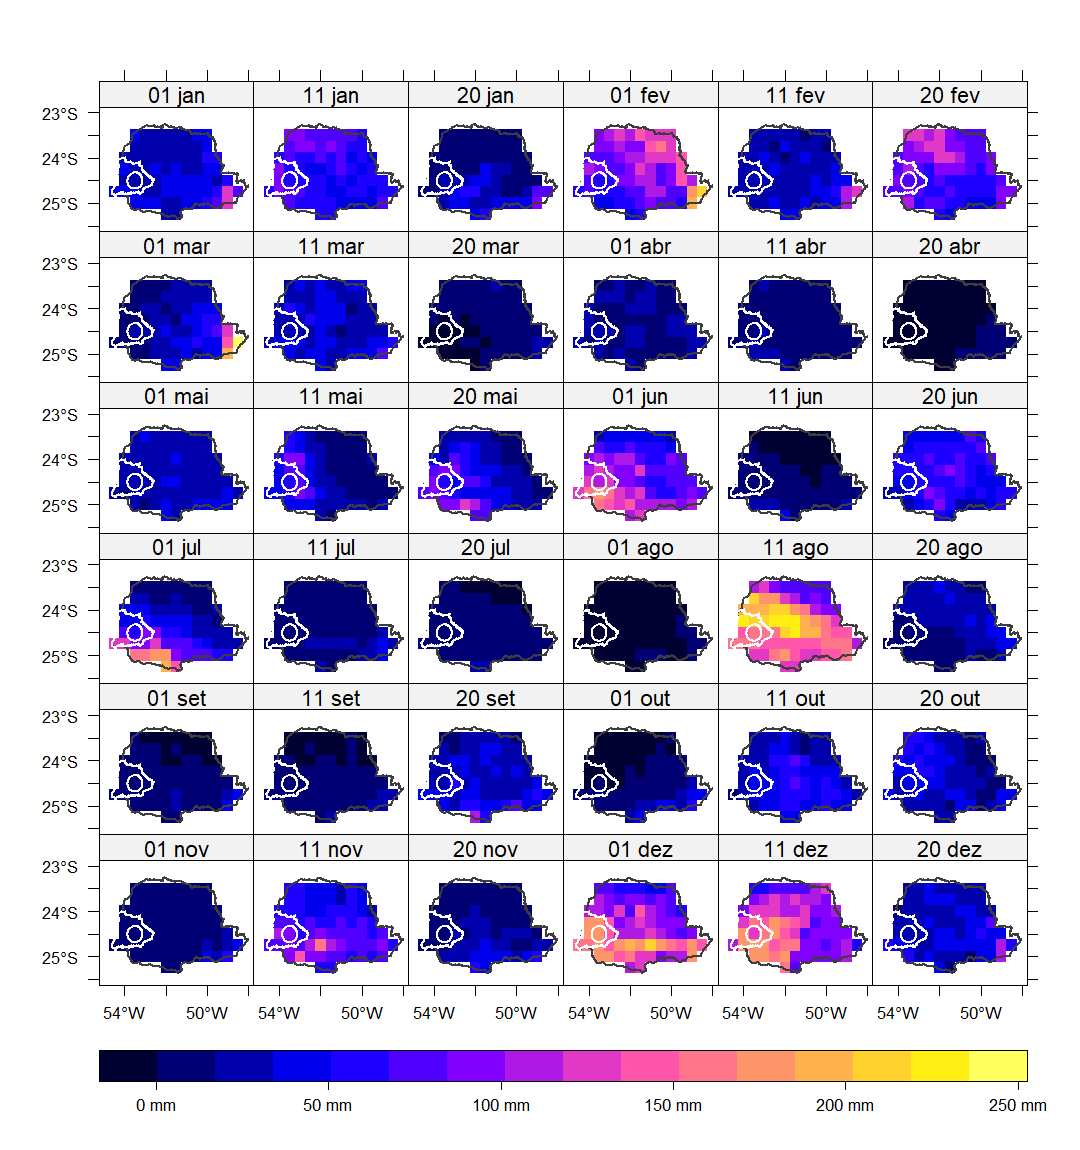 01 jan 11 jan 20 jan 01 fev 11 fev 20 fev
23°S
24°S
25°S
01 mar 11 mar 20 mar 01 abr 11 abr 20 abr
23°S
24°S
25°S
01 mai 11 mai 20 mai 01 jun 11 jun 20 jun
23°S
24°S
25°S
01 jul 11 jul 20 jul 01 ago 11 ago 20 ago
23°S
24°S
25°S
01 set 11 set 20 set 01 out 11 out 20 out
23°S
24°S
25°S
01 nov 11 nov 20 nov 01 dez 11 dez 20 dez
23°S
24°S
25°S
54°W 50°W 54°W 50°W 54°W 50°W 54°W 50°W 54°W 50°W 54°W 50°W
0 mm 50 mm 100 mm 150 mm 200 mm 250 mm